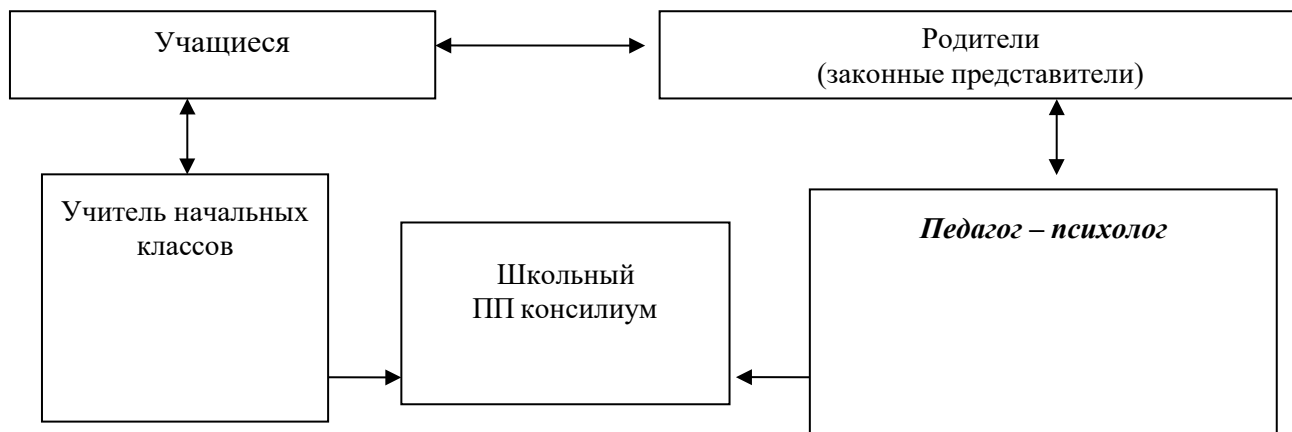 Учащиеся
Родители
(законные представители)
Учитель начальных
классов
Школьный
ПП консилиум
Педагог – психолог